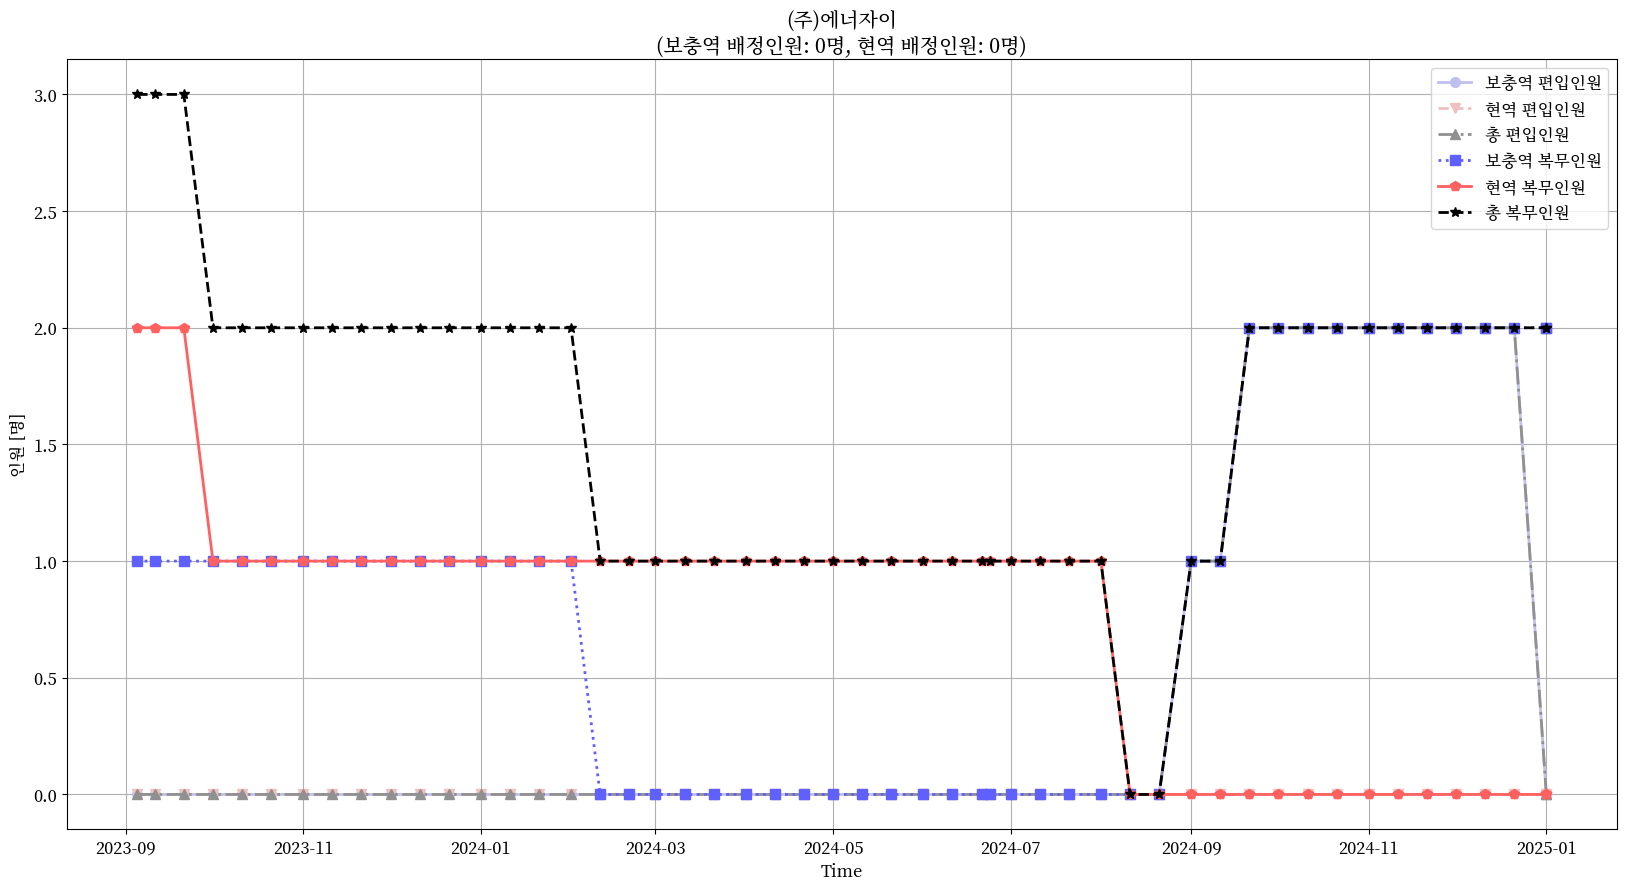 (주)에너자이
(보충역 배정인원: 0명, 현역 배정인원: 0명)
보충역 편입인원
현역 편입인원
총 편입인원
보충역 복무인원
현역 복무인원
총 복무인원
인원 [명]
3.0
2.5
2.0
1.5
1.0
0.5
0.0
2023-09 2023-11 2024-01 2024-03 2024-05 2024-07 2024-09 2024-11 2025-01
Time